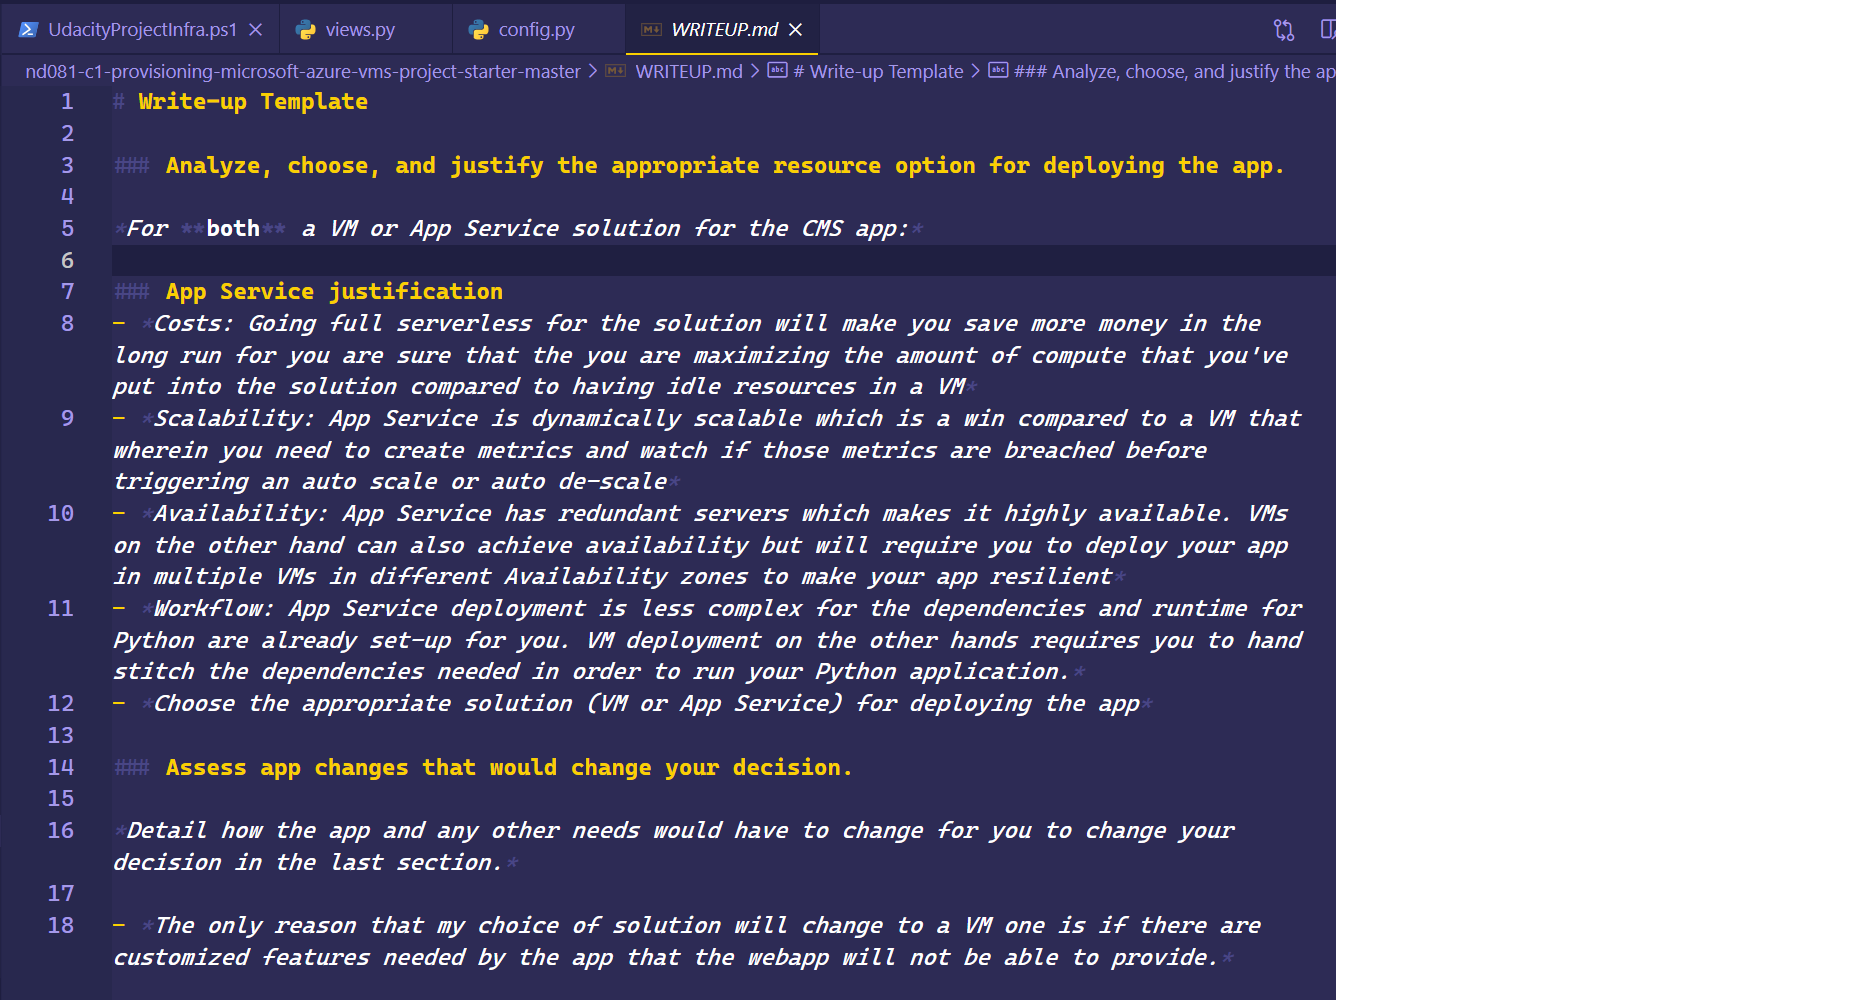 UdacityProjectInfra.ps1
views.py
config.py
WRITEUP.md
nd081-c1-provisioning-microsoft-azure-vms-project-starter-master > WRITEUP.md > # Write-up Template > ### Analyze, choose, and justify the ap
1 # Write-up Template
2
3 ### Analyze, choose, and justify the appropriate resource option for deploying the app.
4
5 *For **both** a VM or App Service solution for the CMS app:*
6
7 ### App Service justification
8 - *Costs: Going full serverless for the solution will make you save more money in the
long run for you are sure that the you are maximizing the amount of compute that you've
put into the solution compared to having idle resources in a VM*
9 - *Scalability: App Service is dynamically scalable which is a win compared to a VM that
wherein you need to create metrics and watch if those metrics are breached before
triggering an auto scale or auto de-scale*
10 - *Availability: App Service has redundant servers which makes it highly available. VMs
on the other hand can also achieve availability but will require you to deploy your app
in multiple VMs in different Availability zones to make your app resilient*
11 - *Workflow: App Service deployment is less complex for the dependencies and runtime for
Python are already set-up for you. VM deployment on the other hands requires you to hand
stitch the dependencies needed in order to run your Python application.*
12 - *Choose the appropriate solution (VM or App Service) for deploying the app*
13
14 ### Assess app changes that would change your decision.
15
16 *Detail how the app and any other needs would have to change for you to change your
decision in the last section.*
17
18 - *The only reason that my choice of solution will change to a VM one is if there are
customized features needed by the app that the webapp will not be able to provide.*